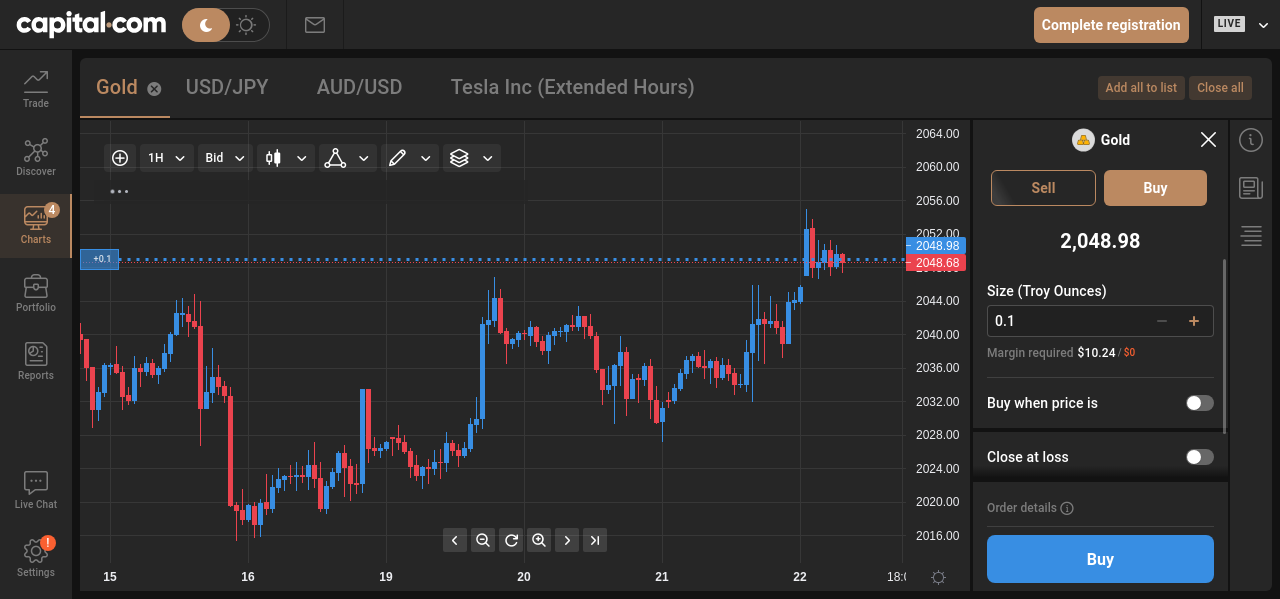 capital.com
Complete registration
LIVE
Trade
Discover
4
Charts
Portfolio
Reports
Live Chat
!
Settings
Gold
USD/JPY
AUD/USD
Tesla Inc (Extended Hours)
Add all to list
Close all
1H
Bid
+0.1
2064.00
2060.00
2056.00
2052.00
2048.98
2048.68
2044.00
2040.00
2036.00
2032.00
2028.00
2024.00
2020.00
2016.00
15
16
19
20
21
22
Gold
Sell
Buy
2,048.98
Size (Troy Ounces)
0.1
Margin required $10.24 / $0
Buy when price is
Close at loss
Order details
Buy